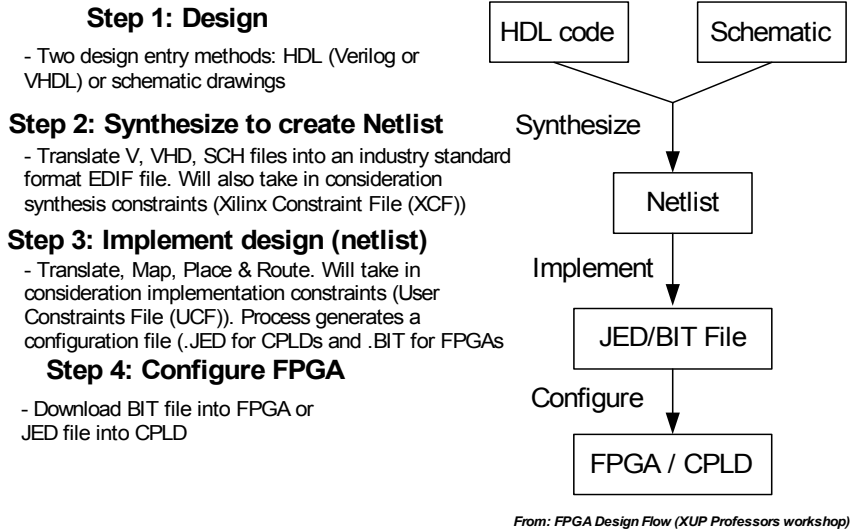 Step 1: Design
- Two design entry methods: HDL (Verilog or
VHDL) or schematic drawings
Step 2: Synthesize to create Netlist
- Translate V, VHD, SCH files into an industry standard
format EDIF file. Will also take in consideration
synthesis constraints (Xilinx Constraint File (XCF))
Step 3: Implement design (netlist)
- Translate, Map, Place & Route. Will take in
consideration implementation constraints (User
Constraints File (UCF)). Process generates a
configuration file (.JED for CPLDs and .BIT for FPGAs
Step 4: Configure FPGA
- Download BIT file into FPGA or
JED file into CPLD
HDL code
Schematic
Synthesize
Netlist
Implement
JED/BIT File
Configure
FPGA / CPLD
From: FPGA Design Flow (XUP Professors workshop)